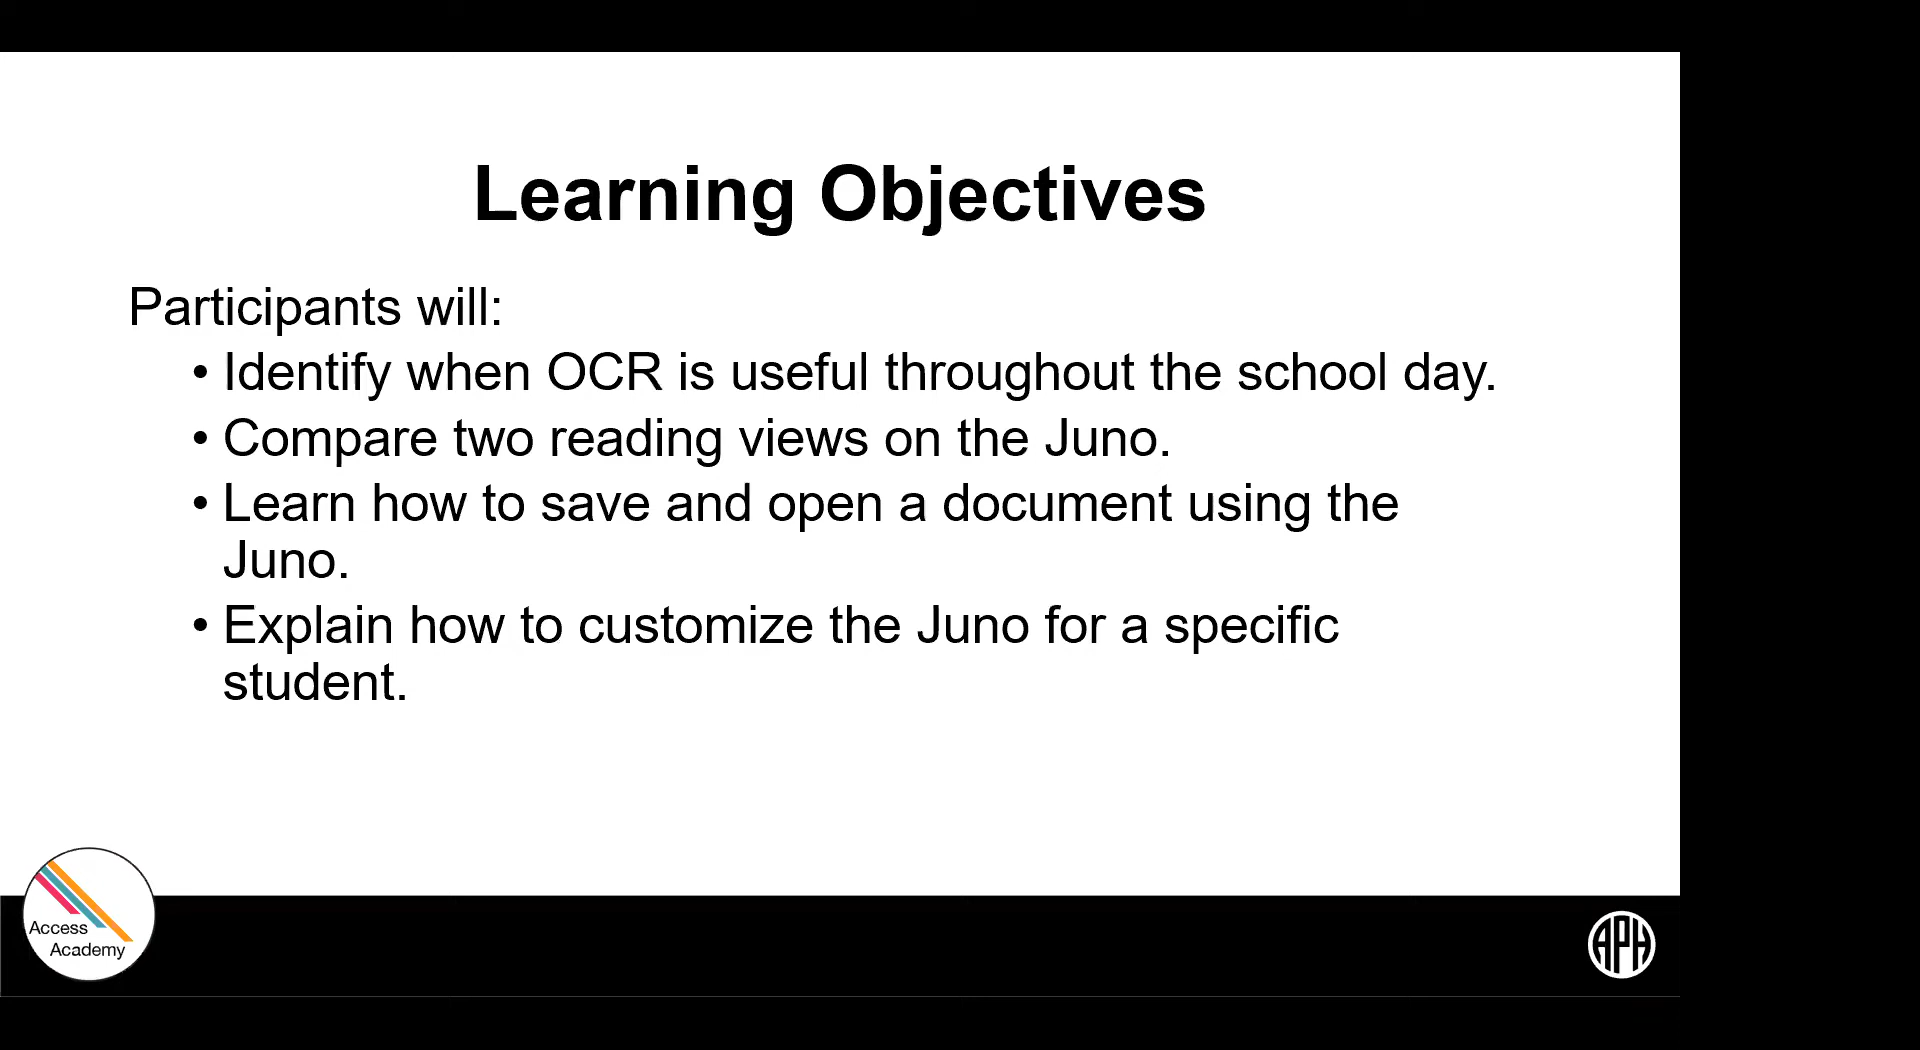 Learning Objectives
Participants will:
• Identify when OCR is useful throughout the school day.
• Compare two reading views on the Juno.
• Learn how to save and open a document using the
Juno.
• Explain how to customize the Juno for a specific
student.
Access
Academy
APH